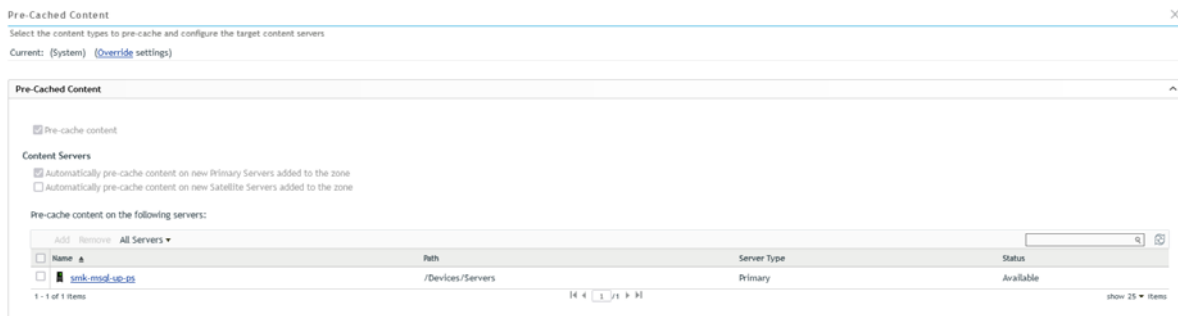 Pre-Cached Content
Select the content types to pre-cache and configure the target content servers
Current: (System) (Override settings)
Pre-Cached Content
Pre-cache content
Content Servers
Automatically pre-cache content on new Primary Servers added to the zone
Automatically pre-cache content on new Satellite Servers added to the zone
Pre-cache content on the following servers:
Add Remove All Servers
Name Path Server Type Status
smk-msql-up-ps /Devices/Servers Primary Available
1 - 1 of 1 items 1 /1 show 25 items